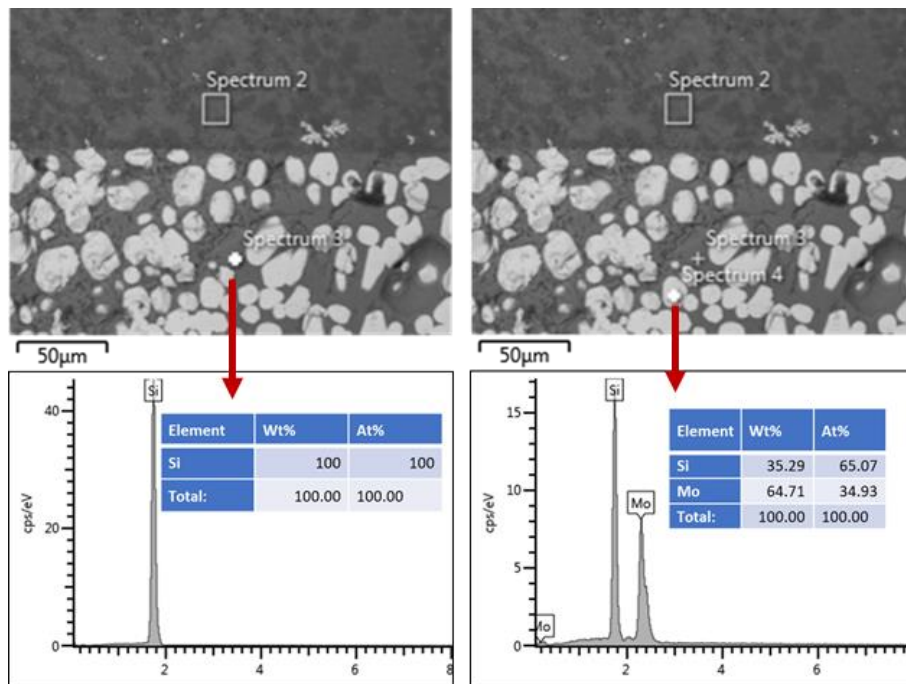 Spectrum 2
Spectrum 3
50µm
Spectrum 2
Spectrum 3
Spectrum 4
50µm
Si
Element Wt% At%
Si 100 100
Total: 100.00 100.00
40
20
0
cps/eV
2 4 6 8
Si
Mo
Mo
Element Wt% At%
Si 35.29 65.07
Mo 64.71 34.93
Total: 100.00 100.00
15
10
5
0
cps/eV
2 4 6